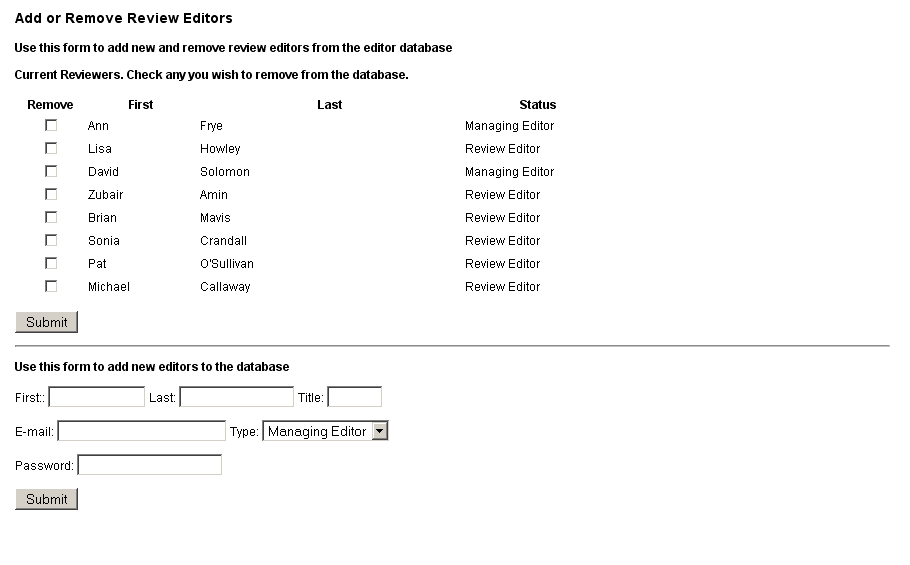 Add or Remove Review Editors
Use this form to add new and remove review editors from the editor database
Current Reviewers. Check any you wish to remove from the database.
Remove First Last Status
Ann Frye Managing Editor
Lisa Howley Review Editor
David Solomon Managing Editor
Zubair Amin Review Editor
Brian Mavis Review Editor
Sonia Crandall Review Editor
Pat O'Sullivan Review Editor
Michael Callaway Review Editor
Submit
Use this form to add new editors to the database
First:: Last: Title:
E-mail: Type: Managing Editor
Password:
Submit